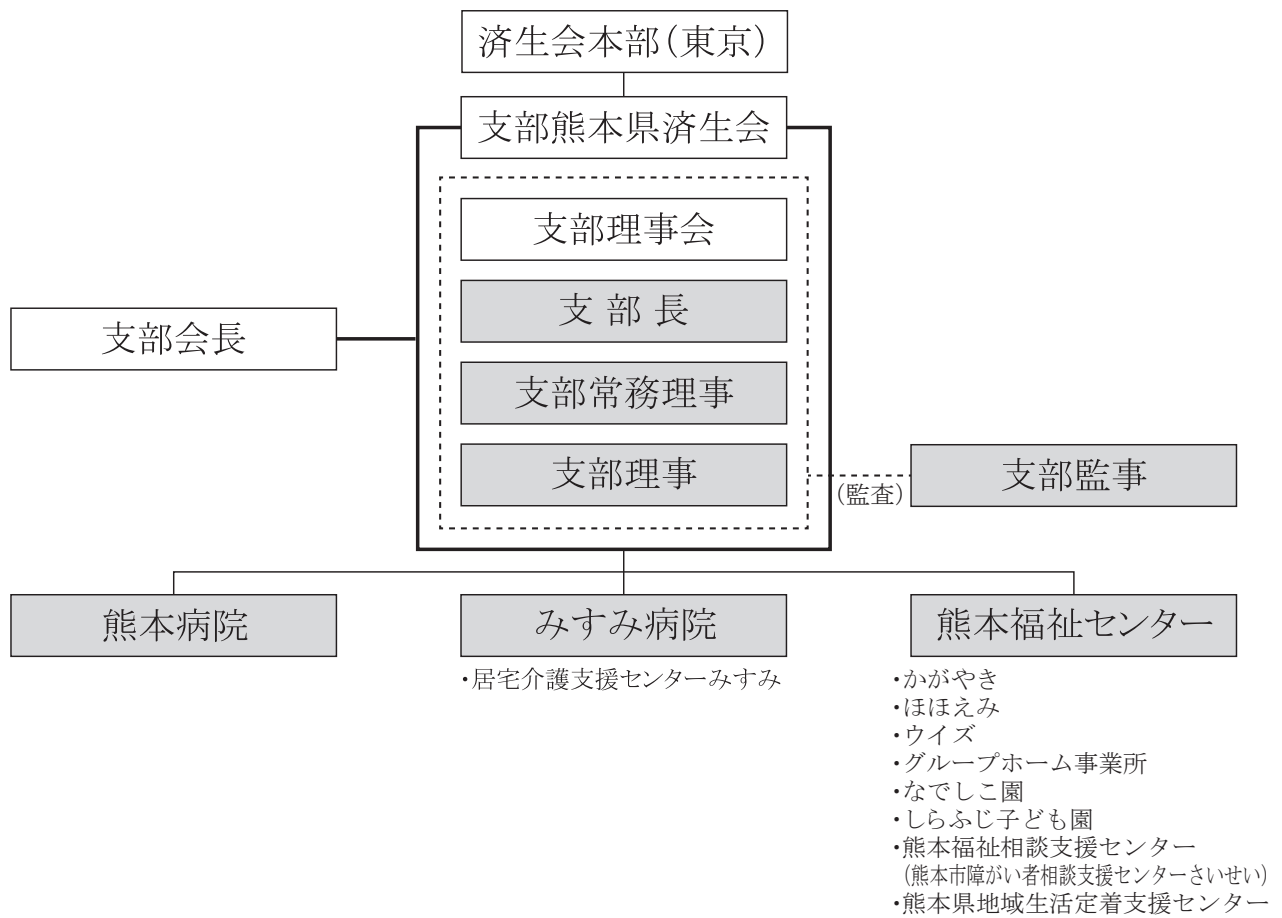 済生会本部(東京)
支部熊本県済生会
支部理事会
支 部 長
支部会長
支部常務理事
支部理事
支部監事
(監査)
熊本病院
みすみ病院
・居宅介護支援センターみすみ
熊本福祉センター
・かがやき
・ほほえみ
・ウイズ
・グループホーム事業所
・なでしこ園
・しらふじ子ども園
・熊本福祉相談支援センター
(熊本市障がい者相談支援センターさいせい)
・熊本県地域生活定着支援センター